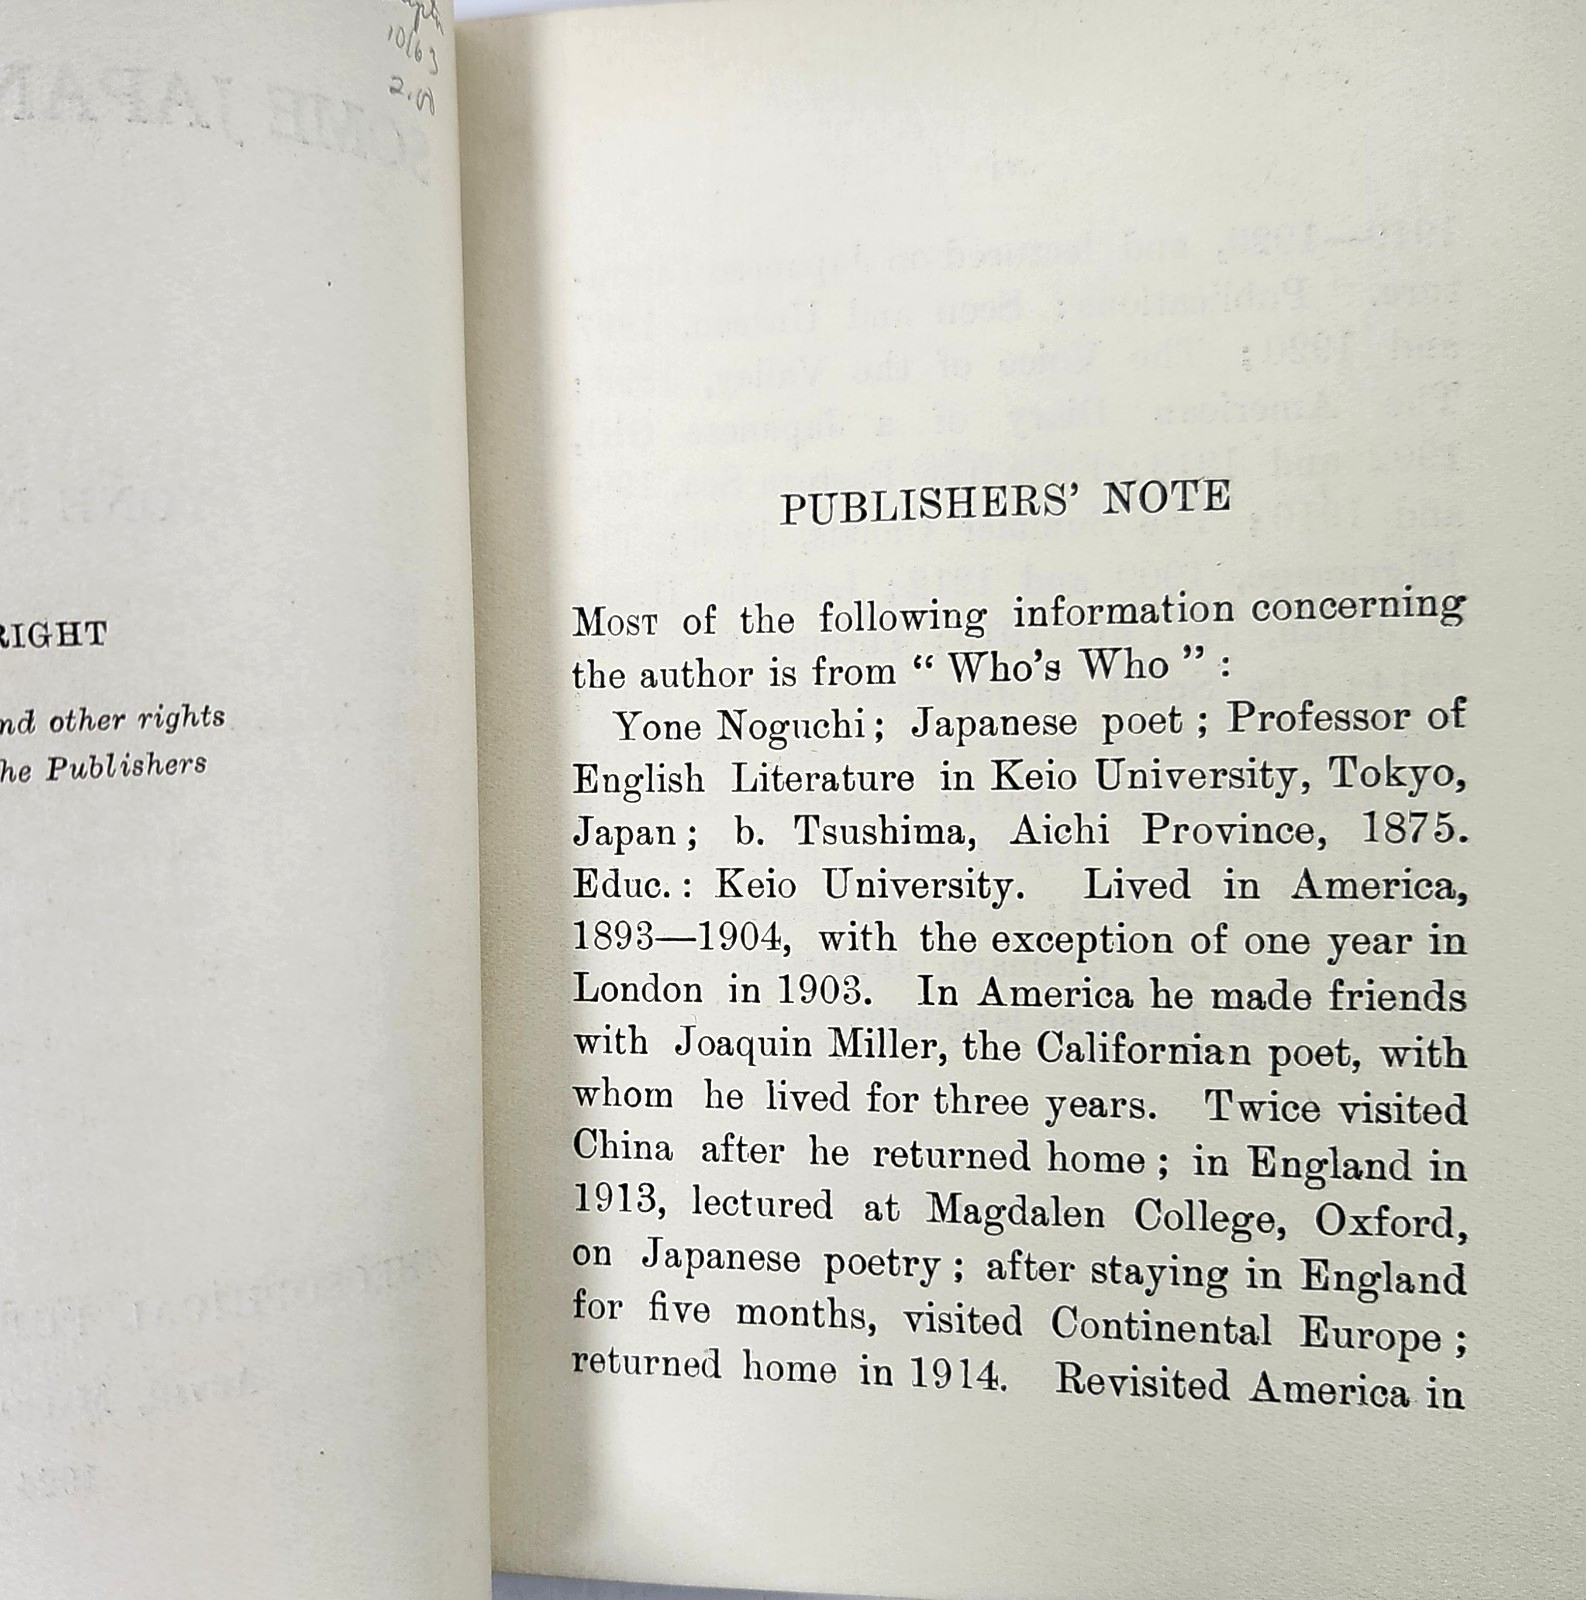 10/63
2.00
RIGHT
nd other rights
he Publishers
PUBLISHERS' NOTE
MOST of the following information concerning
the author is from “ Who's Who ” :
Yone Noguchi ; Japanese poet ; Professor of
English Literature in Keio University, Tokyo,
Japan ; b. Tsushima, Aichi Province, 1875.
Educ. : Keio University. Lived in America,
1893—1904, with the exception of one year in
London in 1903. In America he made friends
with Joaquin Miller, the Californian poet, with
whom he lived for three years. Twice visited
China after he returned home ; in England in
1913, lectured at Magdalen College, Oxford,
on Japanese poetry ; after staying in England
for five months, visited Continental Europe ;
returned home in 1914. Revisited America in